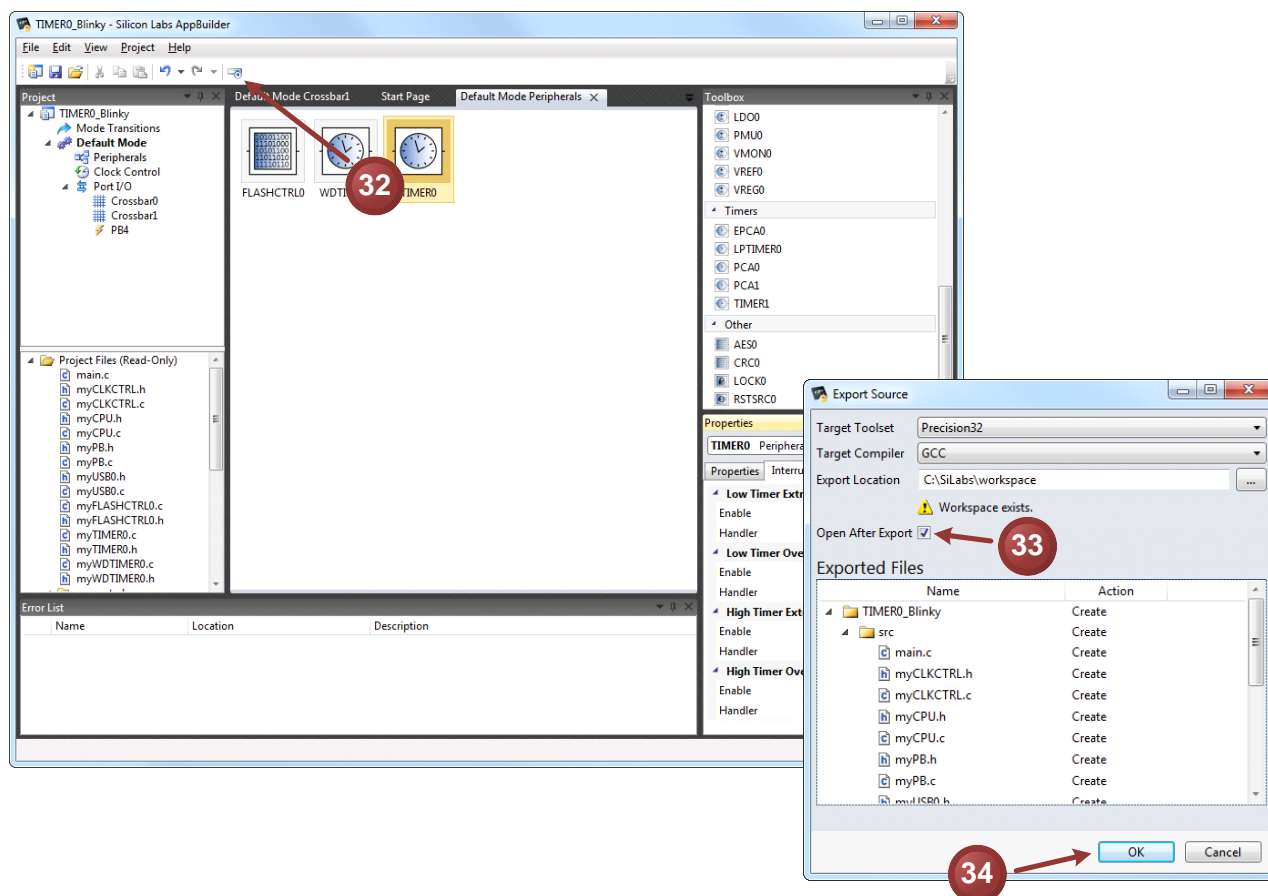 TIMER0_Blinky - Silicon Labs AppBuilder
File Edit View Project Help
Project
TIMER0_Blinky
Mode Transitions
Default Mode
Peripherals
Clock Control
Port I/O
Crossbar0
Crossbar1
PB4
Default Mode Crossbar1 Start Page Default Mode Peripherals
FLASHCTRL0 TIMER0
32
Toolbox
LDO0
PMU0
VMON0
VREF0
VREG0
Timers
EPCA0
LPTIMER0
PCA0
PCA1
TIMER1
Other
AES0
CRC0
LOCK0
RSTSRC0
Project Files (Read-Only)
main.c
myCLKCTRL.h
myCLKCTRL.c
myCPU.h
myCPU.c
myPB.h
myPB.c
myUSB0.h
myUSB0.c
myFLASHCTRL0.c
myFLASHCTRL0.h
myTIMER0.c
myTIMER0.h
myWDTIMER0.c
myWDTIMER0.h
Properties
TIMER0 Periphera
Properties Interru
Low Timer Extr
Enable
Handler
Low Timer Ove
Enable
Handler
High Timer Ext
Enable
Handler
High Timer Ove
Enable
Handler
Error List
Name Location Description
Export Source
Target Toolset Precision32
Target Compiler GCC
Export Location C:\SiLabs\workspace ...
Workspace exists.
Open After Export
33
Exported Files
Name Action
TIMER0_Blinky Create
src Create
main.c Create
myCLKCTRL.h Create
myCLKCTRL.c Create
myCPU.h Create
myCPU.c Create
myPB.h Create
myPB.c Create
myUSB0.h Create
OK Cancel
34